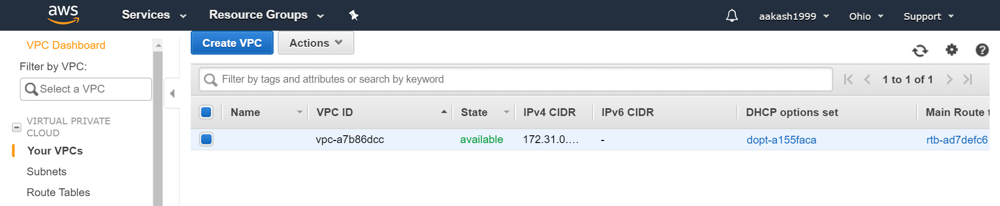 aws Services Resource Groups aakash1999 Ohio Support
VPC Dashboard
Filter by VPC:
Select a VPC
VIRTUAL PRIVATE
CLOUD
Your VPCs
Subnets
Route Tables
Create VPC Actions
Filter by tags and attributes or search by keyword 1 to 1 of 1
Name VPC ID State IPv4 CIDR IPv6 CIDR DHCP options set Main Route t
vpc-a7b86dcc available 172.31.0.... - dopt-a155faca rtb-ad7defc6